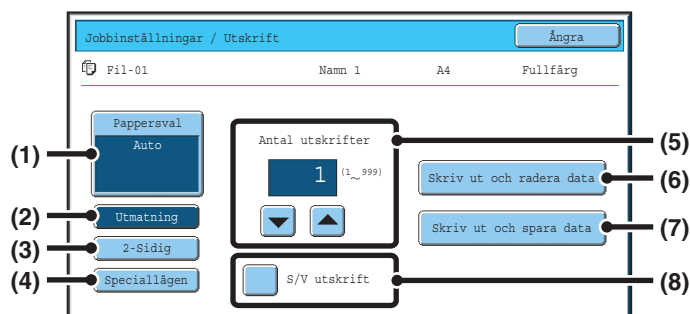 Jobbinställningar / Utskrift
Ångra
Fil-01 Namn 1 A4 Fullfärg
(1) Pappersval
Auto
(2) Utmatning
(3) 2-Sidig
(4) Speciallågen
Antal utskrifter (5)
1 (1~999)
Skriv ut och radera data (6)
Skriv ut och spara data (7)
S/V utskrift (8)